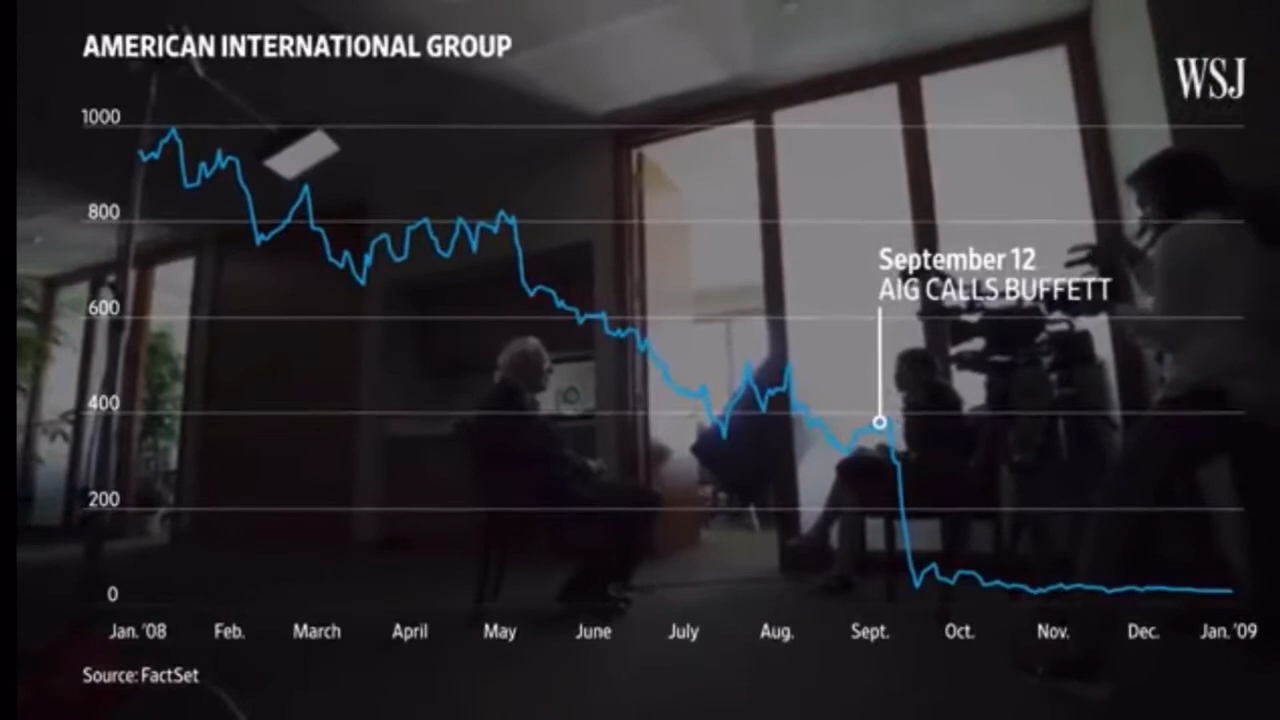 AMERICAN INTERNATIONAL GROUP
WSJ
1000
800
600
400
200
0
September 12
AIG CALLS BUFFETT
Jan. '08 Feb. March April May June July Aug. Sept. Oct. Nov. Dec. Jan. '09
Source: FactSet